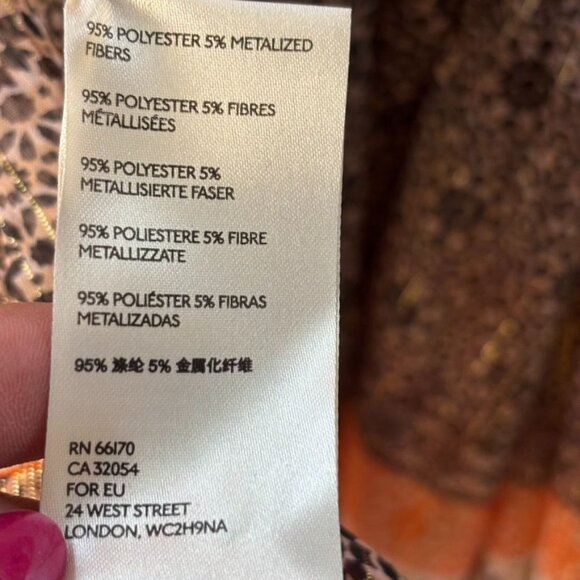 95% POLYESTER 5% METALIZED
FIBERS
95% POLYESTER 5% FIBRES
MÉTALLISÉES
95% POLYESTER 5%
METALLISIERTE FASER
95% POLIESTERE 5% FIBRE
METALLIZZATE
95% POLIÉSTER 5% FIBRAS
METALIZADAS
95% 涤纶 5% 金属化纤维
RN 66170
CA 32054
FOR EU
24 WEST STREET
LONDON, WC2H9NA